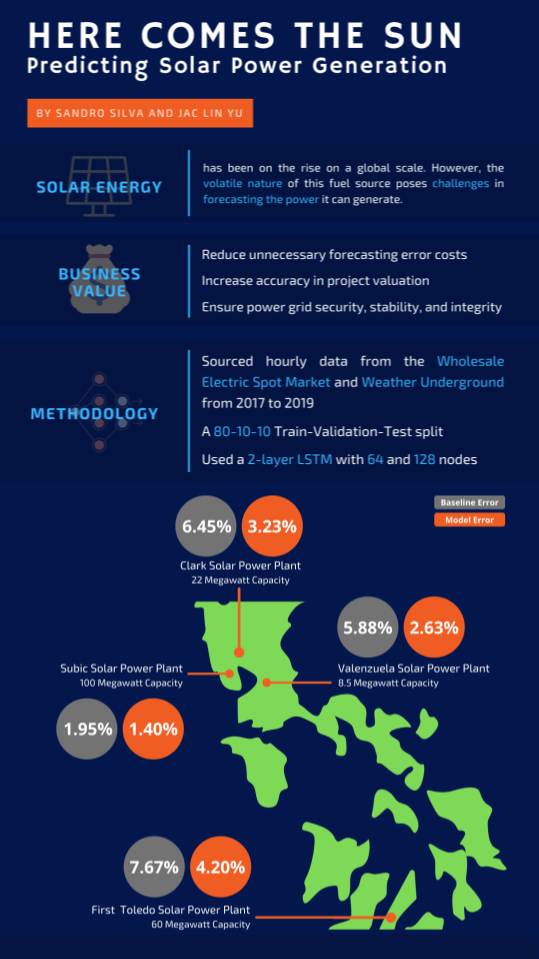 HERE COMES THE SUN
Predicting Solar Power Generation
BY SANDRO SILVA AND JAC LIN YU
SOLAR ENERGY
has been on the rise on a global scale. However, the
volatile nature of this fuel source poses challenges in
forecasting the power it can generate.
BUSINESS
VALUE
Reduce unnecessary forecasting error costs
Increase accuracy in project valuation
Ensure power grid security, stability, and integrity
METHODOLOGY
Sourced hourly data from the Wholesale
Electric Spot Market and Weather Underground
from 2017 to 2019
A 80-10-10 Train-Validation-Test split
Used a 2-layer LSTM with 64 and 128 nodes
Baseline Error
Model Error
6.45% 3.23%
Clark Solar Power Plant
22 Megawatt Capacity
5.88% 2.63%
Valenzuela Solar Power Plant
8.5 Megawatt Capacity
Subic Solar Power Plant
100 Megawatt Capacity
1.95% 1.40%
7.67% 4.20%
First Toledo Solar Power Plant
60 Megawatt Capacity